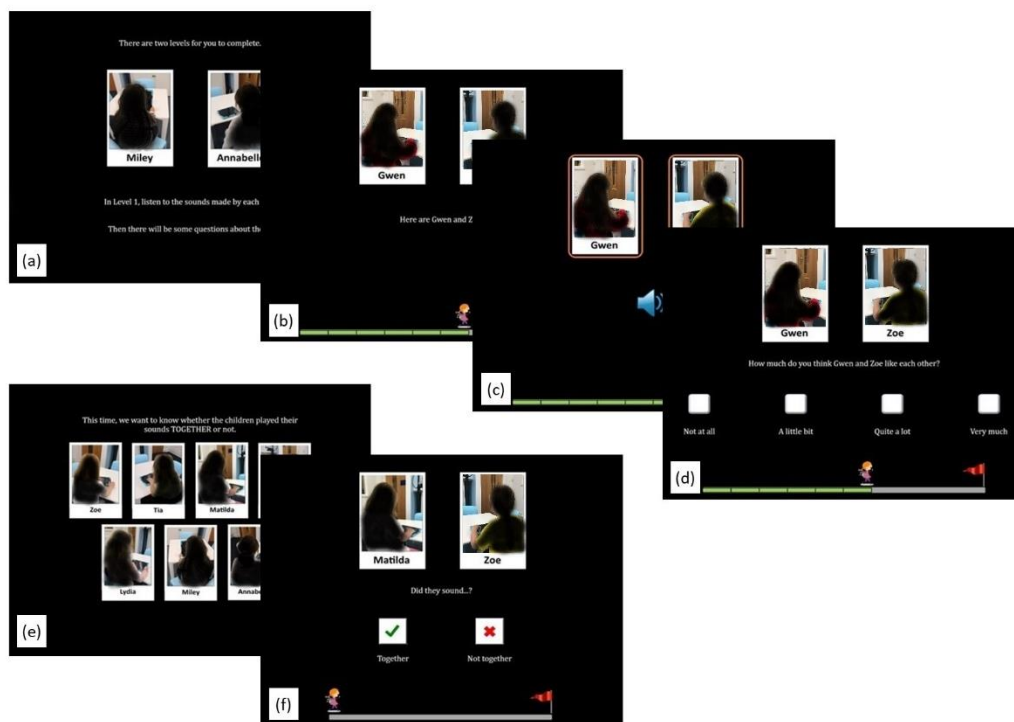 There are two levels for you to complete.
Miley
Annabelle
In Level 1, listen to the sounds made by each
Then there will be some questions about the
(a)
Gwen
Here are Gwen and Z
(b)
Gwen
(c)
Gwen
Zoe
How much do you think Gwen and Zoe like each other?
Not at all
A little bit
Quite a lot
Very much
(d)
This time, we want to know whether the children played their
sounds TOGETHER or not.
Zoe
Tia
Matilda
Lydia
Miley
Annabe
(e)
Matilda
Zoe
Did they sound...?
Together
Not together
(f)